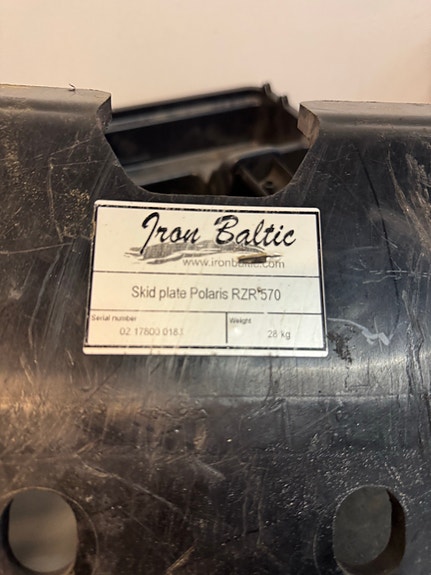 Iron Baltic
www.ironbaltic.com
Skid plate Polaris RZR 570
Serial number
Weight
02.17800 0183
28 kg